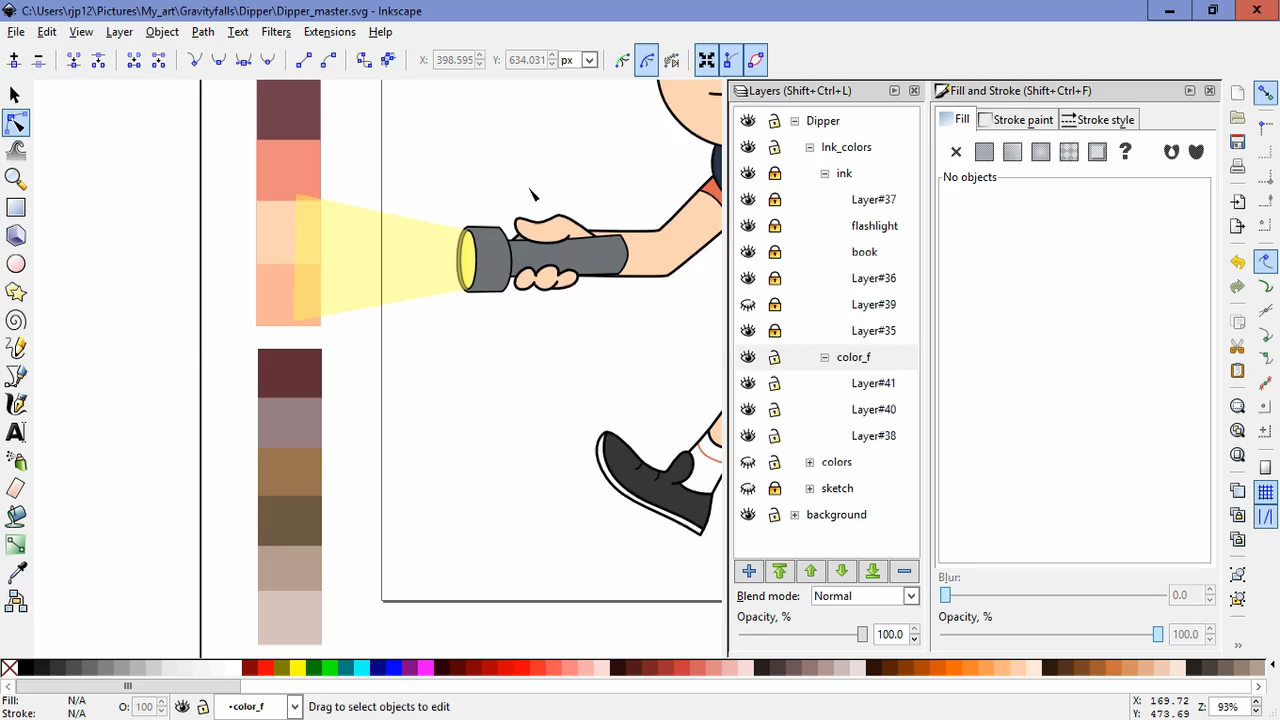 C:\Users\rjp12\Pictures\My_art\Gravityfalls\Dipper\Dipper_master.svg - Inkscape
File Edit View Layer Object Path Text Filters Extensions Help
X: 398.595 Y: 634.031 px
Layers (Shift+Ctrl+L) Fill and Stroke (Shift+Ctrl+F)
Dipper Fill Stroke paint Stroke style
Ink_colors
ink
No objects
Layer#37
flashlight
book
Layer#36
Layer#39
Layer#35
color_f
Layer#41
Layer#40
Layer#38
colors
sketch
background
Blur:
0.0
Blend mode: Normal
Opacity, % Opacity, %
100.0 100.0
Fill: N/A
Stroke: N/A
O: 100
•color_f
Drag to select objects to edit
X: 169.72
Y: 473.69
Z: 93%